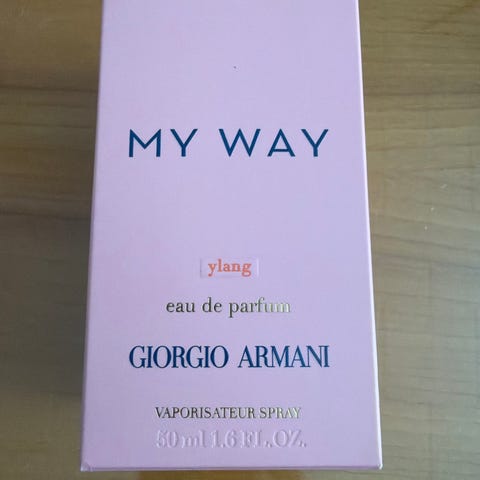 MY WAY
ylang
eau de parfum
GIORGIO ARMANI
VAPORISATEUR SPRAY
50 ml 1.6 FL.OZ.